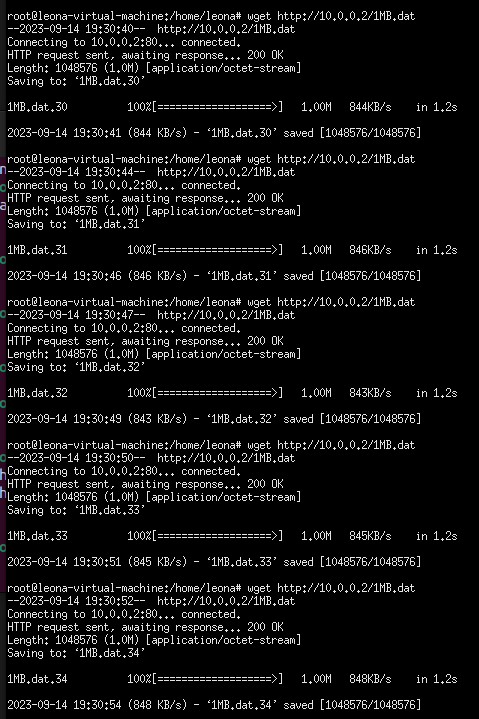 root@leona-virtual-machine:/home/leona# wget http://10.0.0.2/1MB.dat
--2023-09-14 19:30:40--  http://10.0.0.2/1MB.dat
Connecting to 10.0.0.2:80... connected.
HTTP request sent, awaiting response... 200 OK
Length: 1048576 (1.0M) [application/octet-stream]
Saving to: ‘1MB.dat.30’
1MB.dat.30 100%[===================>] 1.00M 844KB/s in 1.2s
2023-09-14 19:30:41 (844 KB/s) - ‘1MB.dat.30’ saved [1048576/1048576]
root@leona-virtual-machine:/home/leona# wget http://10.0.0.2/1MB.dat
--2023-09-14 19:30:44--  http://10.0.0.2/1MB.dat
Connecting to 10.0.0.2:80... connected.
HTTP request sent, awaiting response... 200 OK
Length: 1048576 (1.0M) [application/octet-stream]
Saving to: ‘1MB.dat.31’
1MB.dat.31 100%[===================>] 1.00M 846KB/s in 1.2s
2023-09-14 19:30:46 (846 KB/s) - ‘1MB.dat.31’ saved [1048576/1048576]
root@leona-virtual-machine:/home/leona# wget http://10.0.0.2/1MB.dat
--2023-09-14 19:30:47--  http://10.0.0.2/1MB.dat
Connecting to 10.0.0.2:80... connected.
HTTP request sent, awaiting response... 200 OK
Length: 1048576 (1.0M) [application/octet-stream]
Saving to: ‘1MB.dat.32’
1MB.dat.32 100%[===================>] 1.00M 843KB/s in 1.2s
2023-09-14 19:30:49 (843 KB/s) - ‘1MB.dat.32’ saved [1048576/1048576]
root@leona-virtual-machine:/home/leona# wget http://10.0.0.2/1MB.dat
--2023-09-14 19:30:50--  http://10.0.0.2/1MB.dat
Connecting to 10.0.0.2:80... connected.
HTTP request sent, awaiting response... 200 OK
Length: 1048576 (1.0M) [application/octet-stream]
Saving to: ‘1MB.dat.33’
1MB.dat.33 100%[===================>] 1.00M 845KB/s in 1.2s
2023-09-14 19:30:51 (845 KB/s) - ‘1MB.dat.33’ saved [1048576/1048576]
root@leona-virtual-machine:/home/leona# wget http://10.0.0.2/1MB.dat
--2023-09-14 19:30:52--  http://10.0.0.2/1MB.dat
Connecting to 10.0.0.2:80... connected.
HTTP request sent, awaiting response... 200 OK
Length: 1048576 (1.0M) [application/octet-stream]
Saving to: ‘1MB.dat.34’
1MB.dat.34 100%[===================>] 1.00M 848KB/s in 1.2s
2023-09-14 19:30:54 (848 KB/s) - ‘1MB.dat.34’ saved [1048576/1048576]